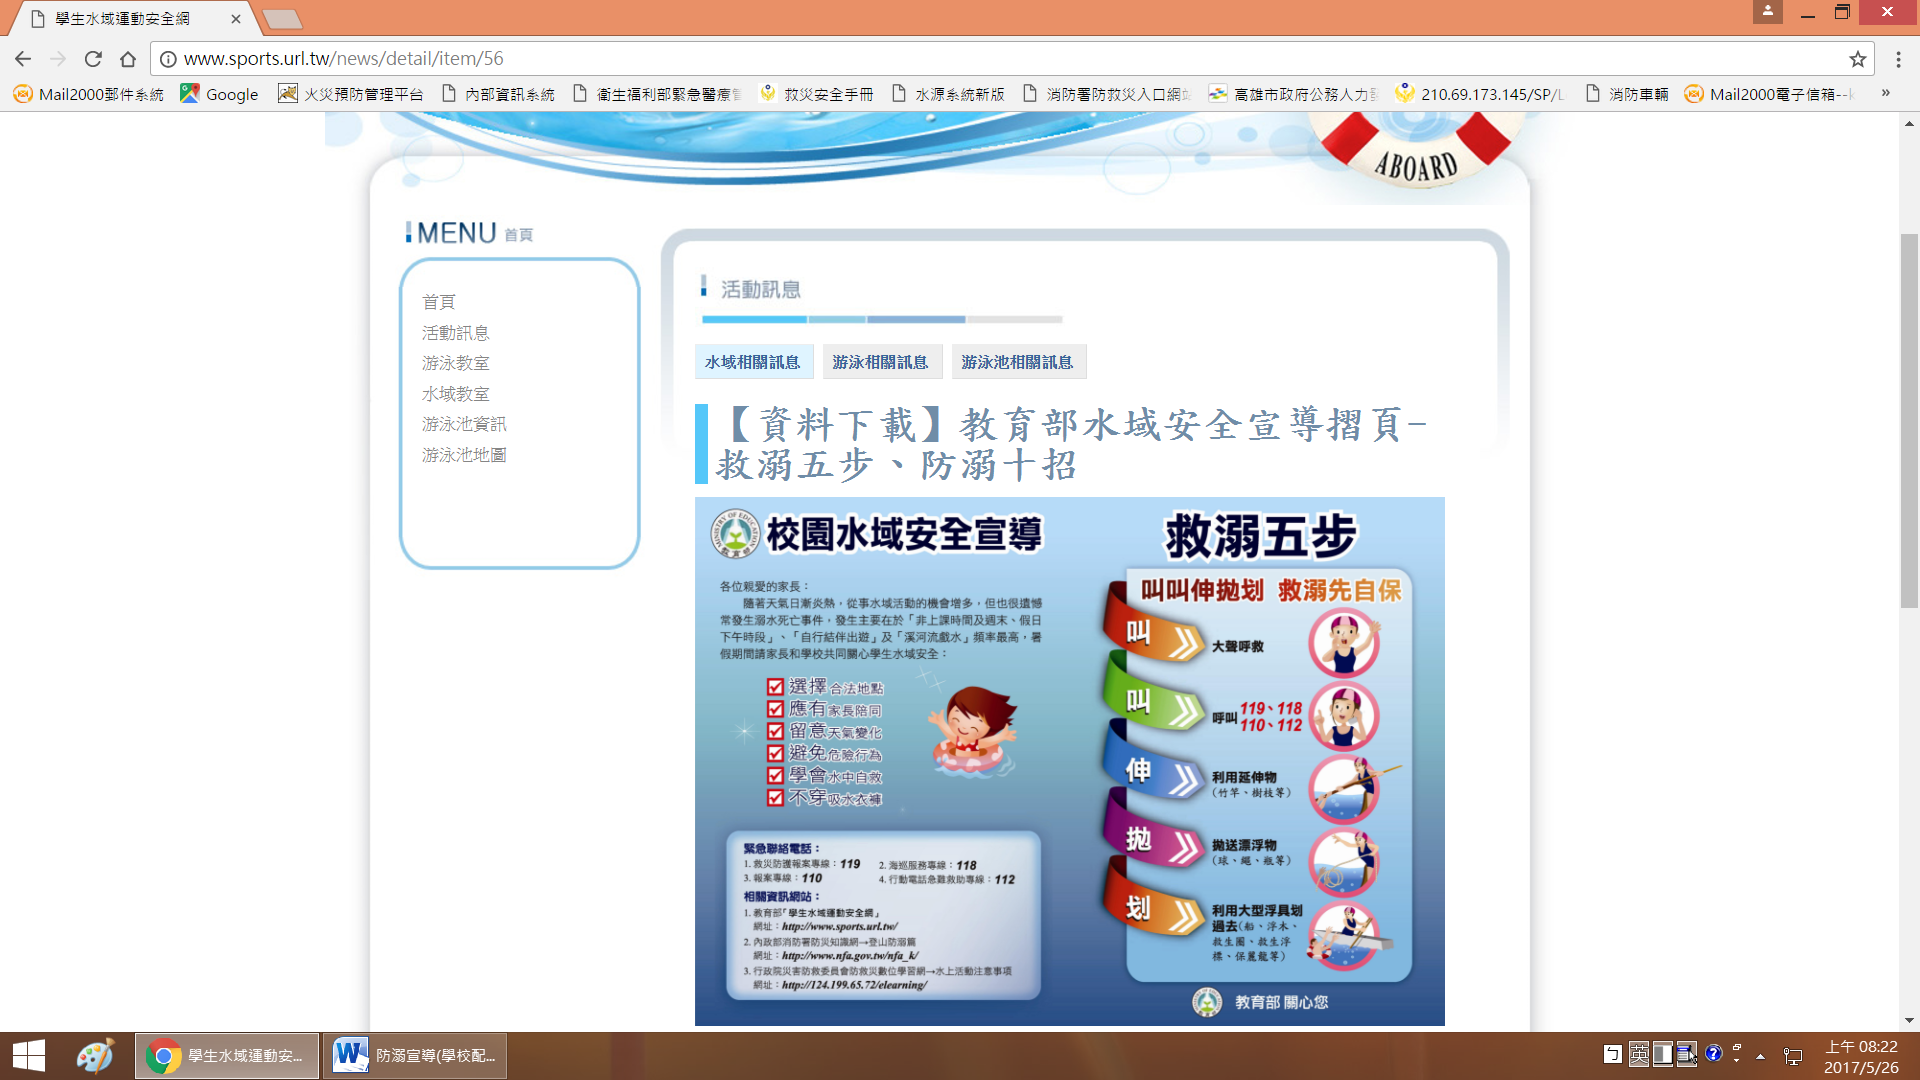 學生水域運動安全網
www.sports.url.tw/news/detail/item/56
Mail2000郵件系統
Google
火災預防管理平台
內部資訊系統
衛生福利部緊急醫療
救災安全手冊
水源系統新版
消防署防救災入口網
高雄市政府公務人力
210.69.173.145/SP/L
消防車輛
Mail2000電子信箱--k
»
ABOARD
MENU 首頁
首頁
活動訊息
游泳教室
水域教室
游泳池資訊
游泳池地圖
活動訊息
水域相關訊息
游泳相關訊息
游泳池相關訊息
【資料下載】教育部水域安全宣導摺頁-
救溺五步、防溺十招
MINISTRY OF EDUCATION
校園水域安全宣導
各位親愛的家長：
隨著天氣日漸炎熱，從事水域活動的機會增多，但也很遺憾
常發生溺水死亡事件，發生主要在於「非上課時間及週末、假日
下午時段」、「自行結伴出遊」及「溪河流戲水」頻率最高，暑
假期間請家長和學校共同關心學生水域安全：
選擇合法地點
應有家長陪同
留意天氣變化
避免危險行為
學會水中自救
不穿吸水衣褲
緊急聯絡電話：
1. 救災防護報案專線：119
2. 海巡服務專線：118
3. 報案專線：110
4. 行動電話急難救助專線：112
相關資訊網站：
1. 教育部「學生水域運動安全網」
網址：http://www.sports.url.tw/
2. 內政部消防署防災知識網→登山防溺篇
網址：http://www.nfa.gov.tw/nfa_k/
3. 行政院災害防救委員會防救災數位學習網→水上活動注意事項
網址：http://124.199.65.72/elearning/
救溺五步
叫叫伸拋划 救溺先自保
叫
大聲呼救
叫
呼叫 119、118
110、112
伸
利用延伸物
（竹竿、樹枝等）
拋
拋送漂浮物
（球、繩、瓶等）
划
利用大型浮具划
過去（船、浮木、
救生圈、救生浮
標、保麗龍等）
教育部 關心您
學生水域運動安...
防溺宣導(學校配...
ㄅ
英
上午 08:22
2017/5/26